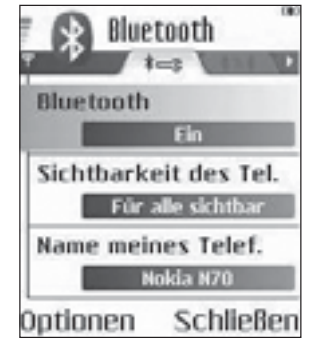 Bluetooth
Bluetooth
Ein
Sichtbarkeit des Tel.
Für alle sichtbar
Name meines Telef.
Nokia N70
Optionen Schließen